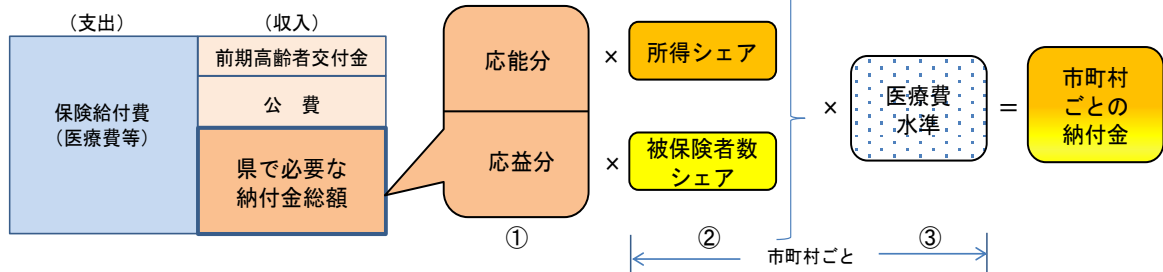 （支出）
（収入）
保険給付費
（医療費等）
前期高齢者交付金
公　費
県で必要な
納付金総額
応能分
応益分
①
×
所得シェア
×
被保険者数
シェア
②
×
医療費
水準
③
市町村ごと
＝
市町村
ごとの
納付金